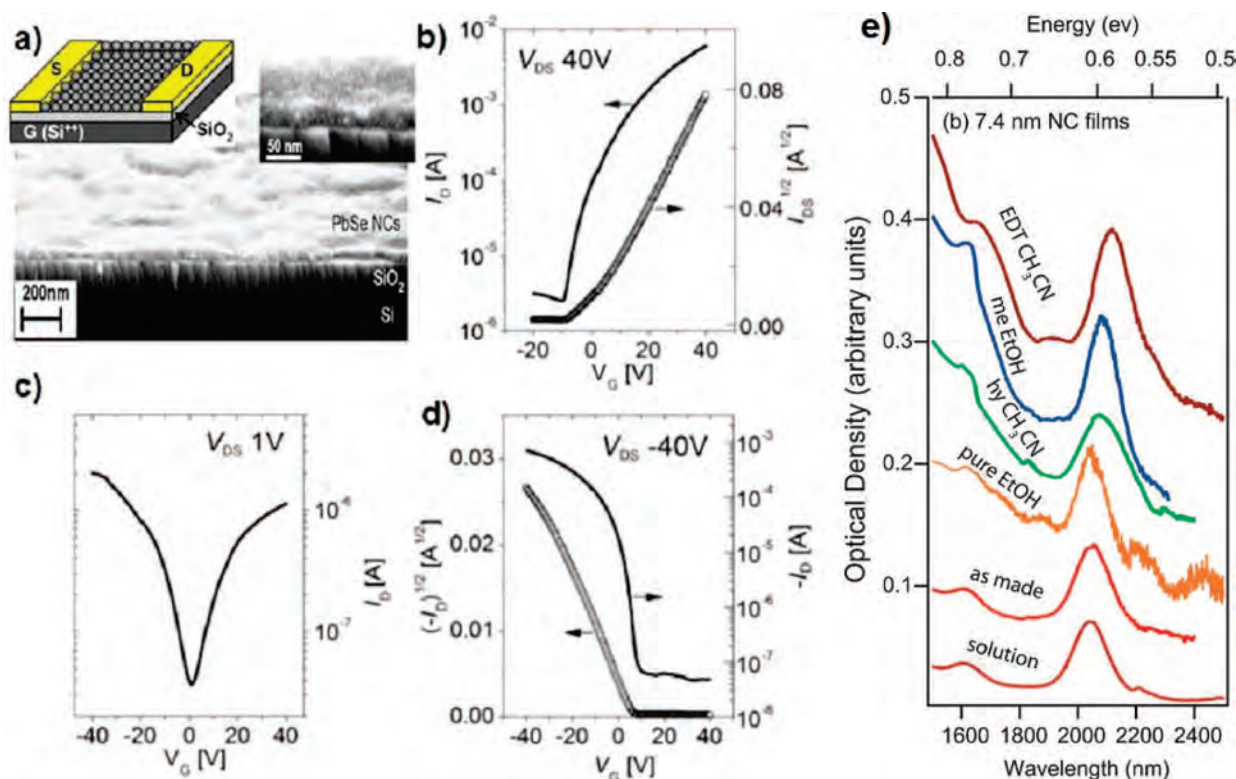 a)
S
D
G (Si++)
SiO2
50 nm
PbSe NCs
SiO2
Si
200nm
b)
VDS 40V
10-2
10-3
10-4
10-5
10-6
ID [A]
0.08
0.04
0.00
IDS1/2 [A1/2]
-20
0
20
40
VG [V]
c)
VDS 1V
10-6
10-7
ID [A]
-40
-20
0
20
40
VG [V]
d)
VDS -40V
0.03
0.02
0.01
0.00
(-ID)1/2 [A1/2]
10-3
10-4
10-5
10-6
10-7
10-8
-ID [A]
-40
-20
0
20
40
VG [V]
e)
Energy (ev)
0.8
0.7
0.6
0.55
0.5
(b) 7.4 nm NC films
0.5
0.4
0.3
0.2
0.1
Optical Density (arbitrary units)
EDT CH3CN
me EtOH
hy CH3CN
pure EtOH
as made
solution
1600
1800
2000
2200
2400
Wavelength (nm)